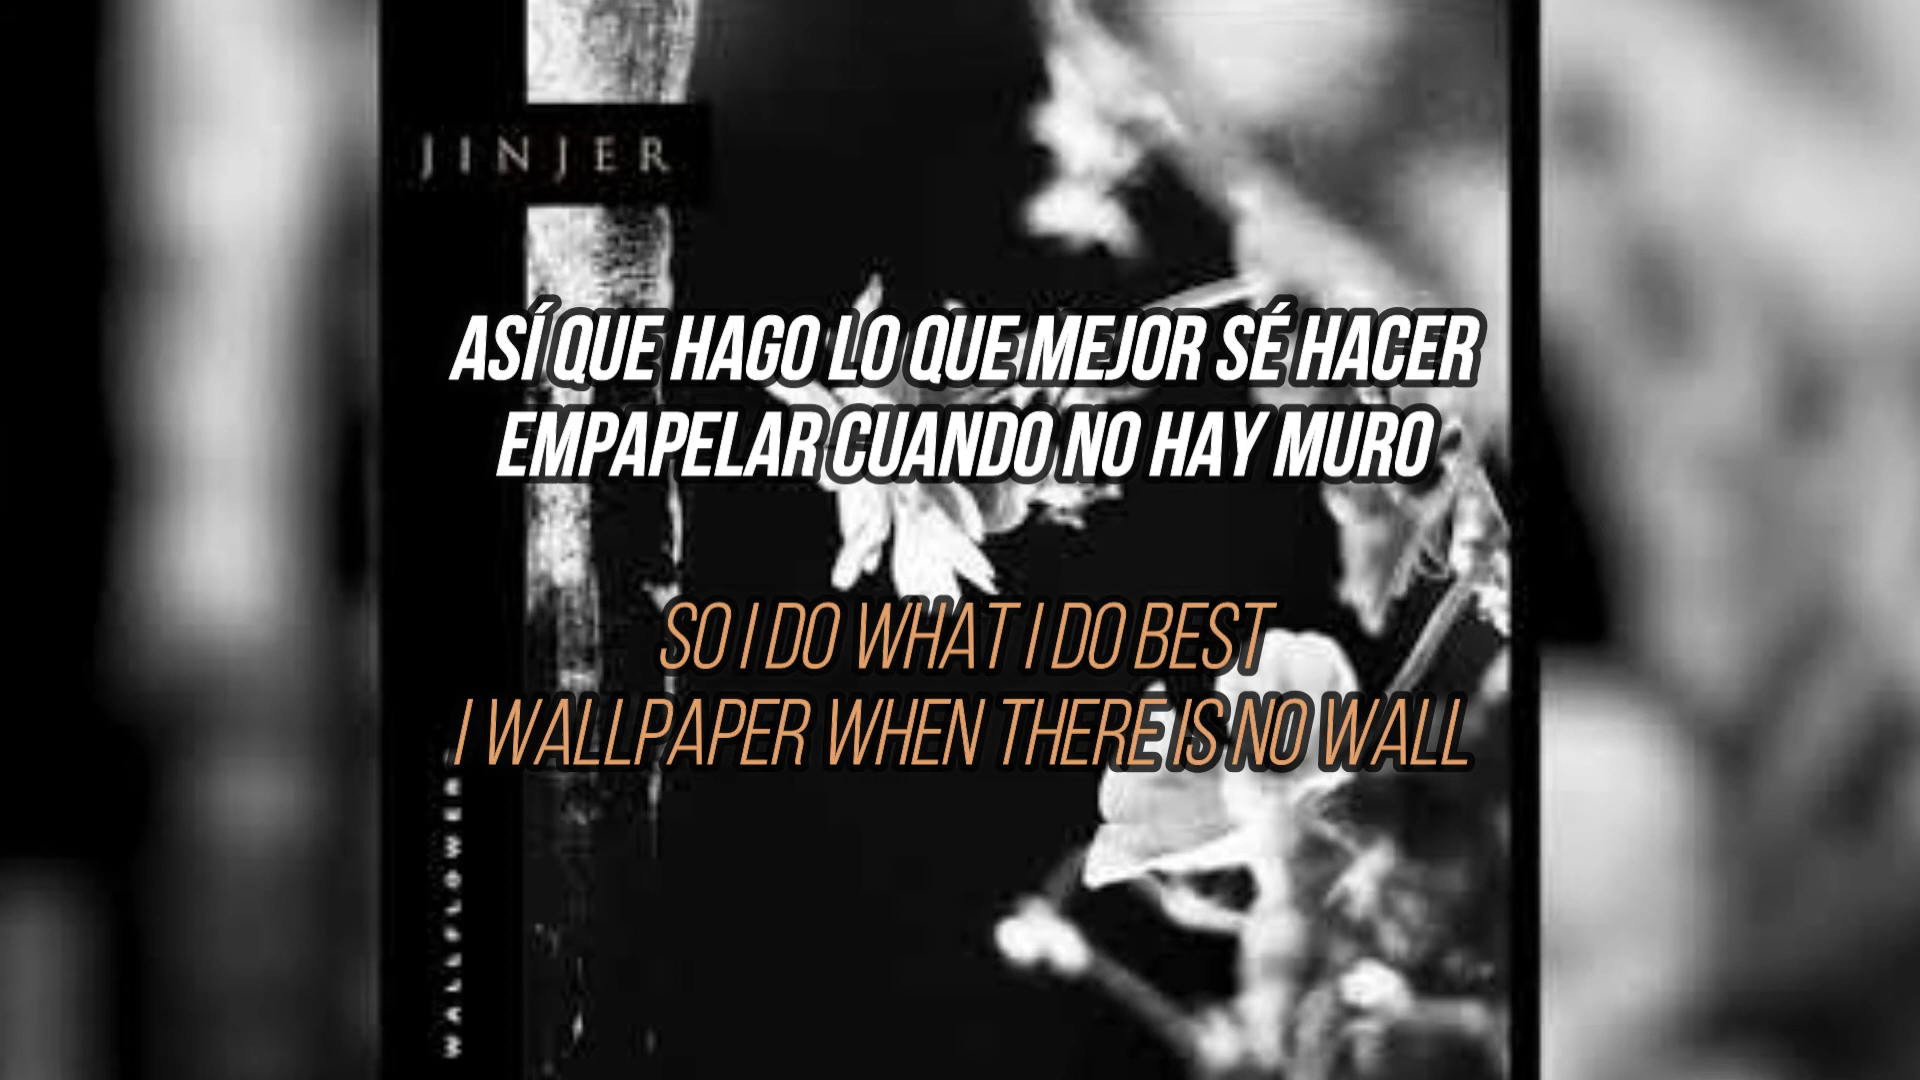 JINJER
ASÍ QUE HAGO LO QUE MEJOR SÉ HACER
EMPAPELAR CUANDO NO HAY MURO
SO I DO WHAT I DO BEST
I WALLPAPER WHEN THERE IS NO WALL
WALLFLOWER